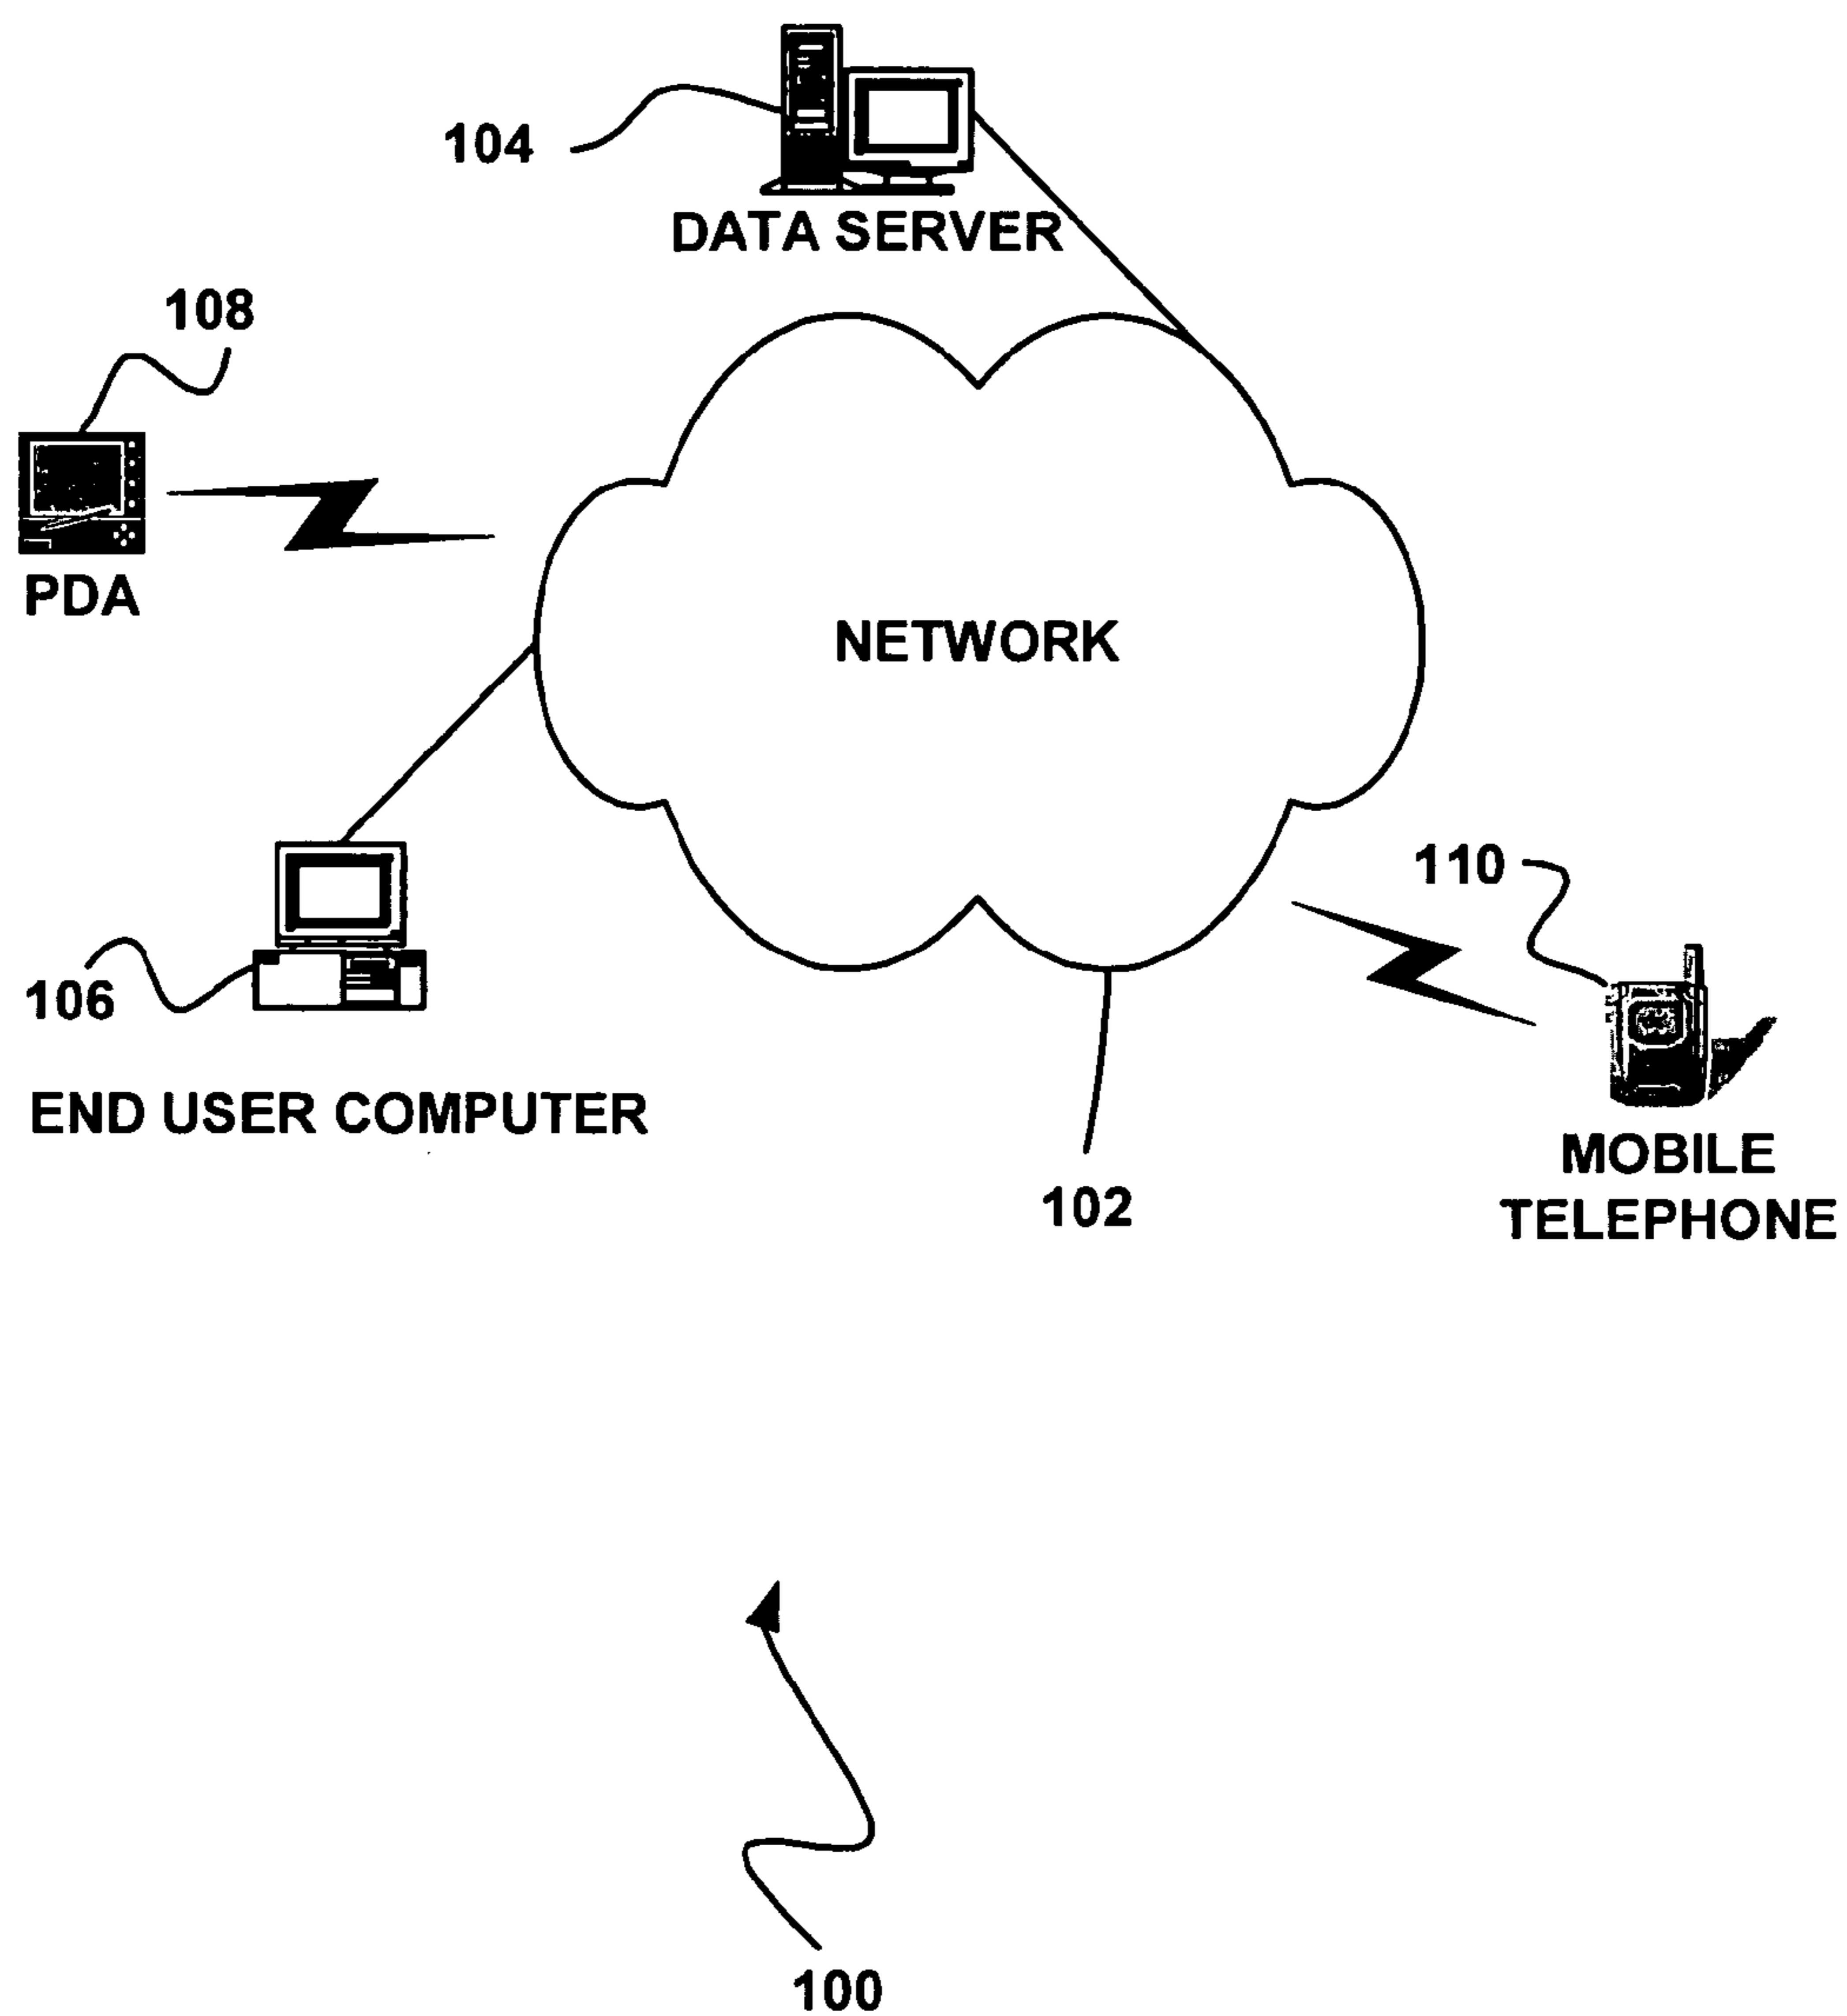 104
DATA SERVER
108
PDA
NETWORK
110
106
END USER COMPUTER
MOBILE
TELEPHONE
102
100